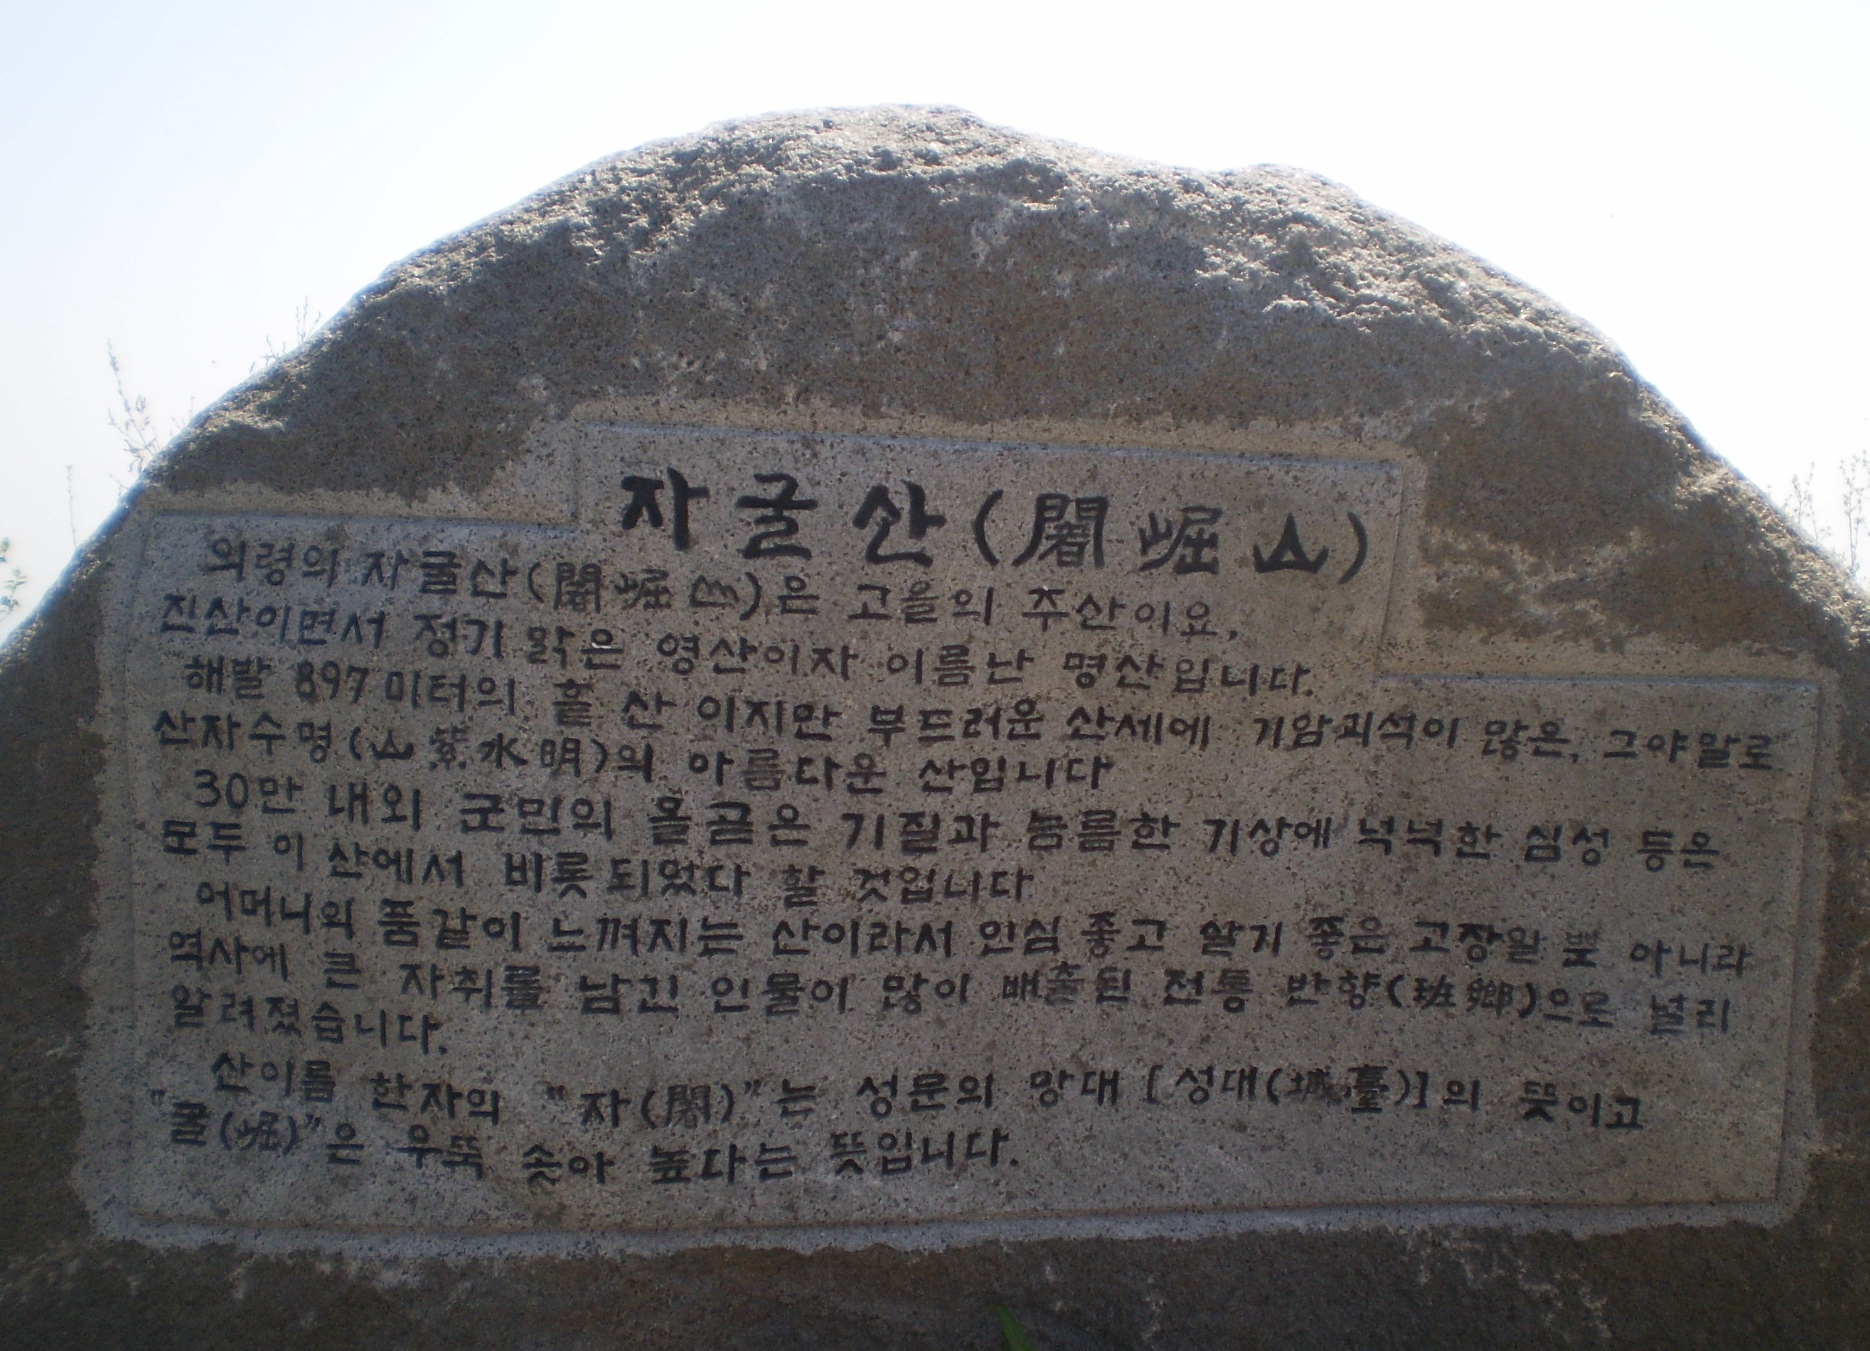 자굴산(闍崛山)
의령의 자굴산(闍崛山)은 고을의 주산이요,
진산이면서 정기 맑은 영산이자 이름난 명산입니다.
해발 897미터의 홑 산 이지만 부드러운 산세에 기암괴석이 많은, 그야말로
산자수명(山紫水明)의 아름다운 산입니다
30만 내외 군민의 올곧은 기질과 늠름한 기상에 넉넉한 심성 등은
모두 이 산에서 비롯되었다 할 것입니다
어머니의 품같이 느껴지는 산이라서 인심 좋고 살기 좋은 고장일 뿐 아니라
역사에 큰 자취를 남긴 인물이 많이 배출된 전통 반향(班鄕)으로 널리
알려졌습니다.
산이름 한자의 "자(闍)"는 성문의 망대 [성대(城臺)]의 뜻이고
"굴(崛)"은 우뚝 솟아 높다는 뜻입니다.